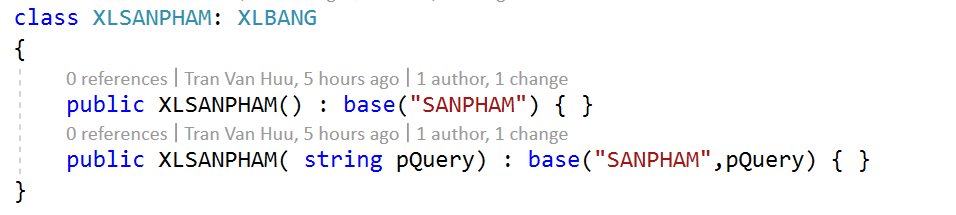 class XLSANPHAM: XLBANG
{
0 references | Tran Van Huu, 5 hours ago | 1 author, 1 change
public XLSANPHAM() : base("SANPHAM") { }
0 references | Tran Van Huu, 5 hours ago | 1 author, 1 change
public XLSANPHAM( string pQuery) : base("SANPHAM",pQuery) { }
}